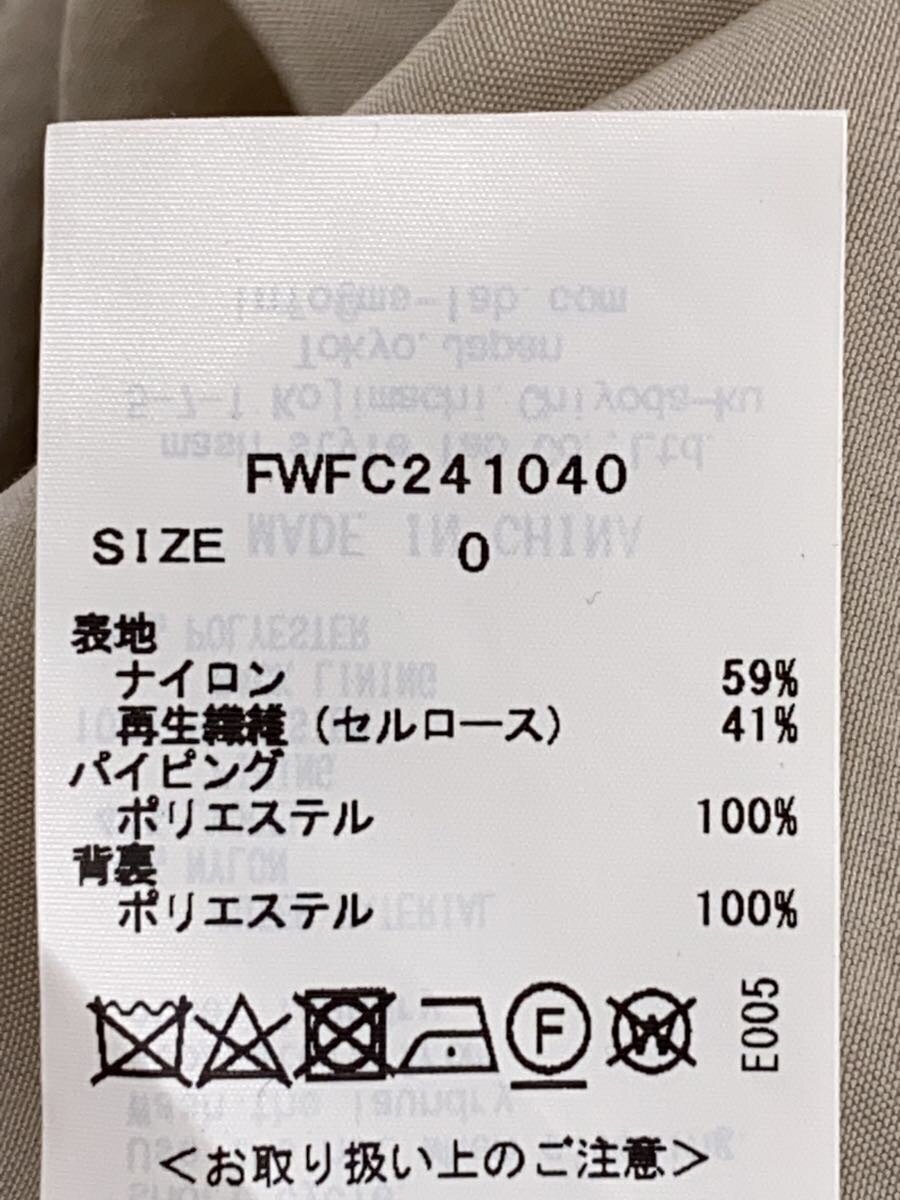 FWFC241040
SIZE 0
表地
ナイロン 59%
再生繊維（セルロース） 41%
パイピング
ポリエステル 100%
背裏
ポリエステル 100%
F W E005
＜お取り扱い上のご注意＞